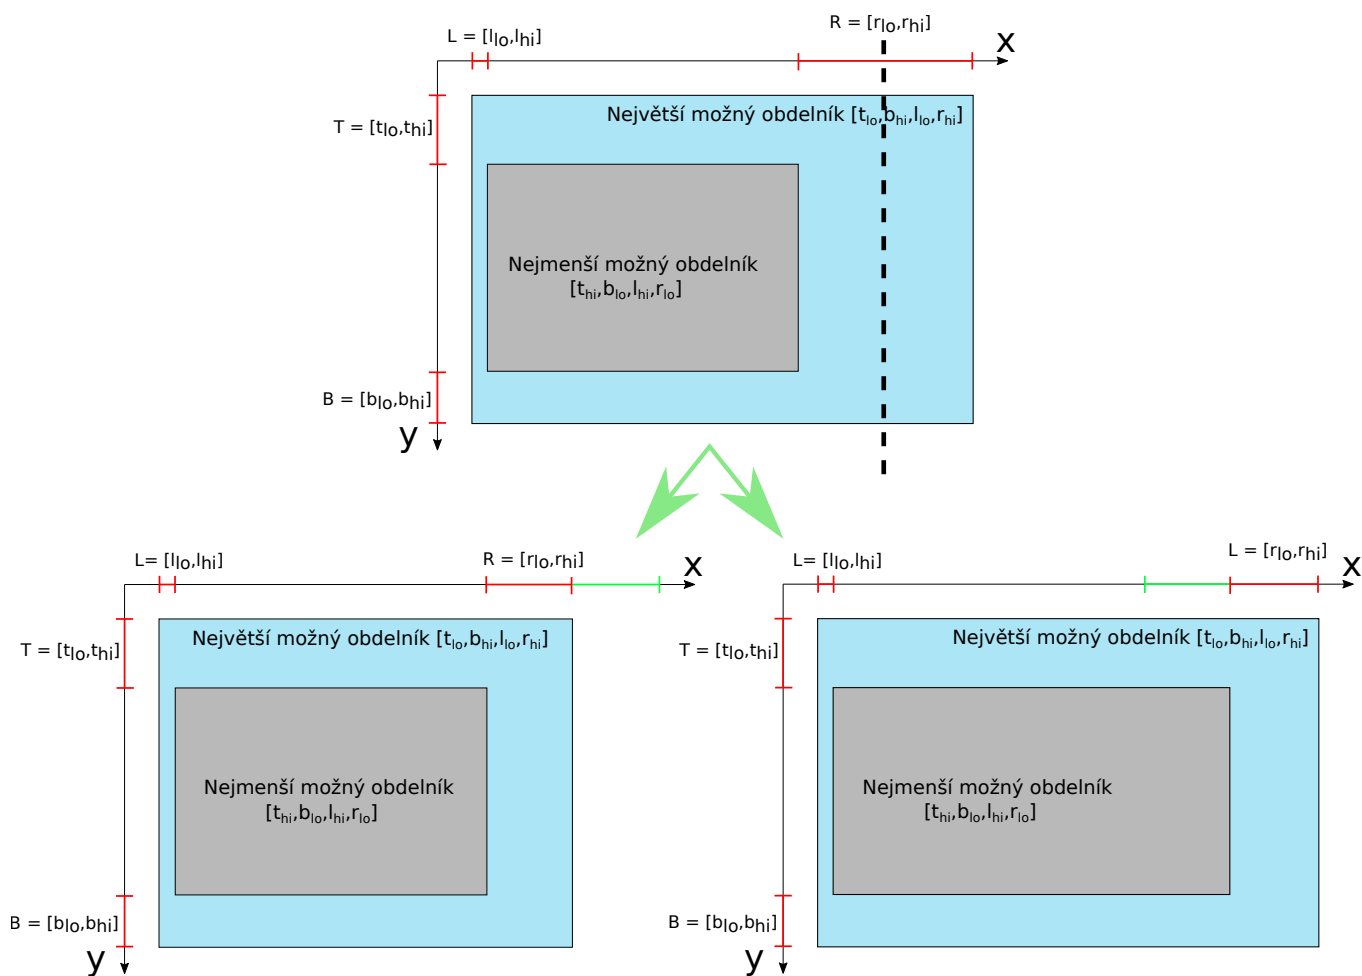 R = [rlo,rhi]
L = [llo,lhi]
x
Největší možný obdelník [tlo,bhi,llo,rhi]
T = [tlo,thi]
Nejmenší možný obdelník
[thi,blo,lhi,rlo]
B = [blo,bhi]
y
L= [llo,lhi]
R = [rlo,rhi]
x
Největší možný obdelník [tlo,bhi,llo,rhi]
T = [tlo,thi]
Nejmenší možný obdelník
[thi,blo,lhi,rlo]
B = [blo,bhi]
y
L= [llo,lhi]
L = [rlo,rhi]
x
Největší možný obdelník [tlo,bhi,llo,rhi]
T = [tlo,thi]
Nejmenší možný obdelník
[thi,blo,lhi,rlo]
B = [blo,bhi]
y